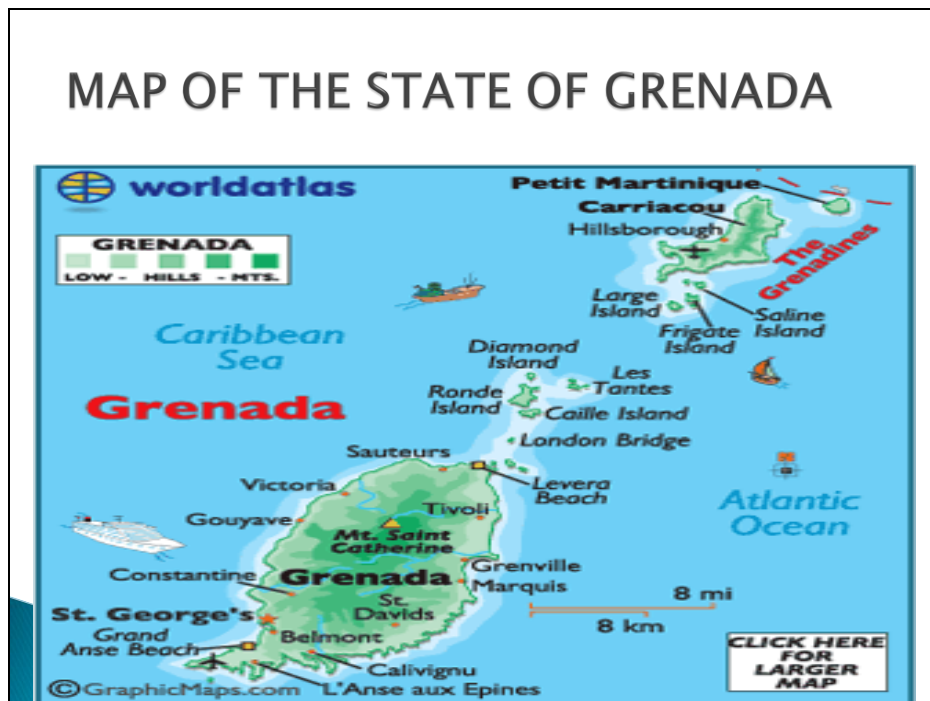 MAP OF THE STATE OF GRENADA
worldatlas
GRENADA
LOW - HILLS - MTS.
Petit Martinique
Carriacou
Hillsborough
The
Grenadines
Large
Island
Saline
Island
Frigate
Island
Caribbean
Sea
Diamond
Island
Les
Tantes
Ronde
Island
Caille Island
Grenada
London Bridge
Sauteurs
Levera
Beach
Victoria
Tivoli
Gouyave
Atlantic
Ocean
Mt. Saint
Catherine
Grenville
Constantine
Grenada
Marquis
8 mi
8 km
St.
Davids
St. George's
Grand
Anse Beach
Belmont
Calivignu
L'Anse aux Epines
CLICK HERE
FOR
LARGER
MAP
©GraphicMaps.com